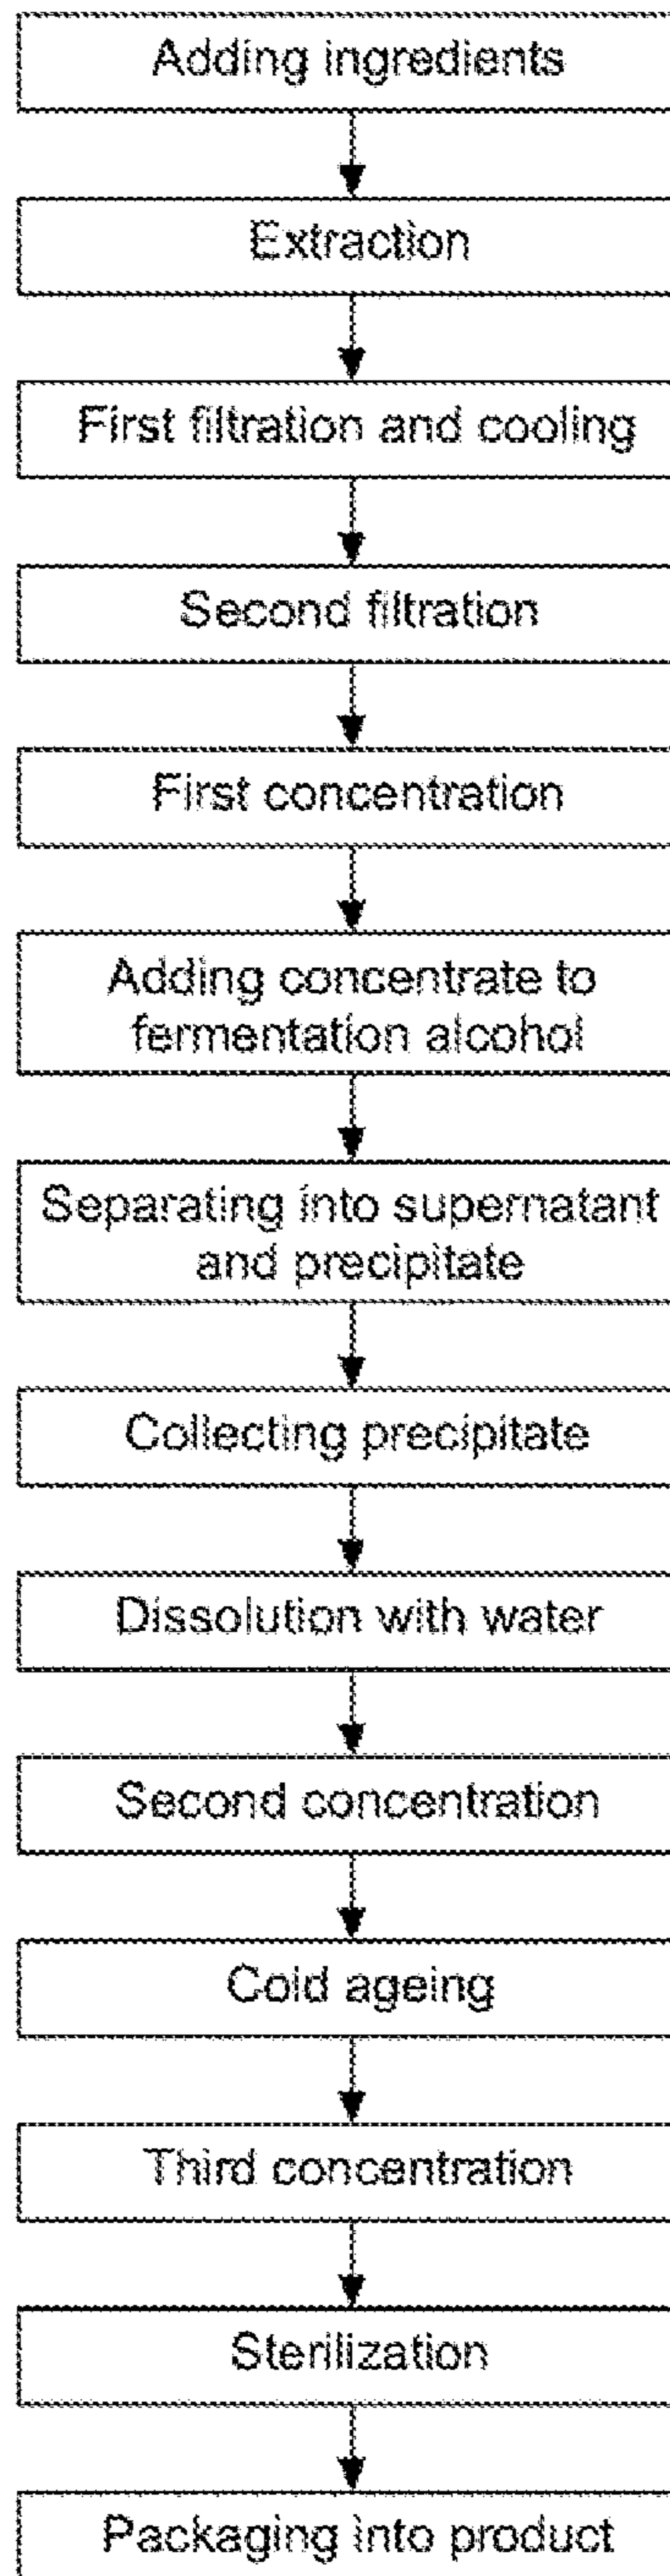 Adding ingredients
Extraction
First filtration and cooling
Second filtration
First concentration
Adding concentrate to
fermentation alcohol
Separating into supernatant
and precipitate
Collecting precipitate
Dissolution with water
Second concentration
Cold ageing
Third concentration
Sterilization
Packaging into product